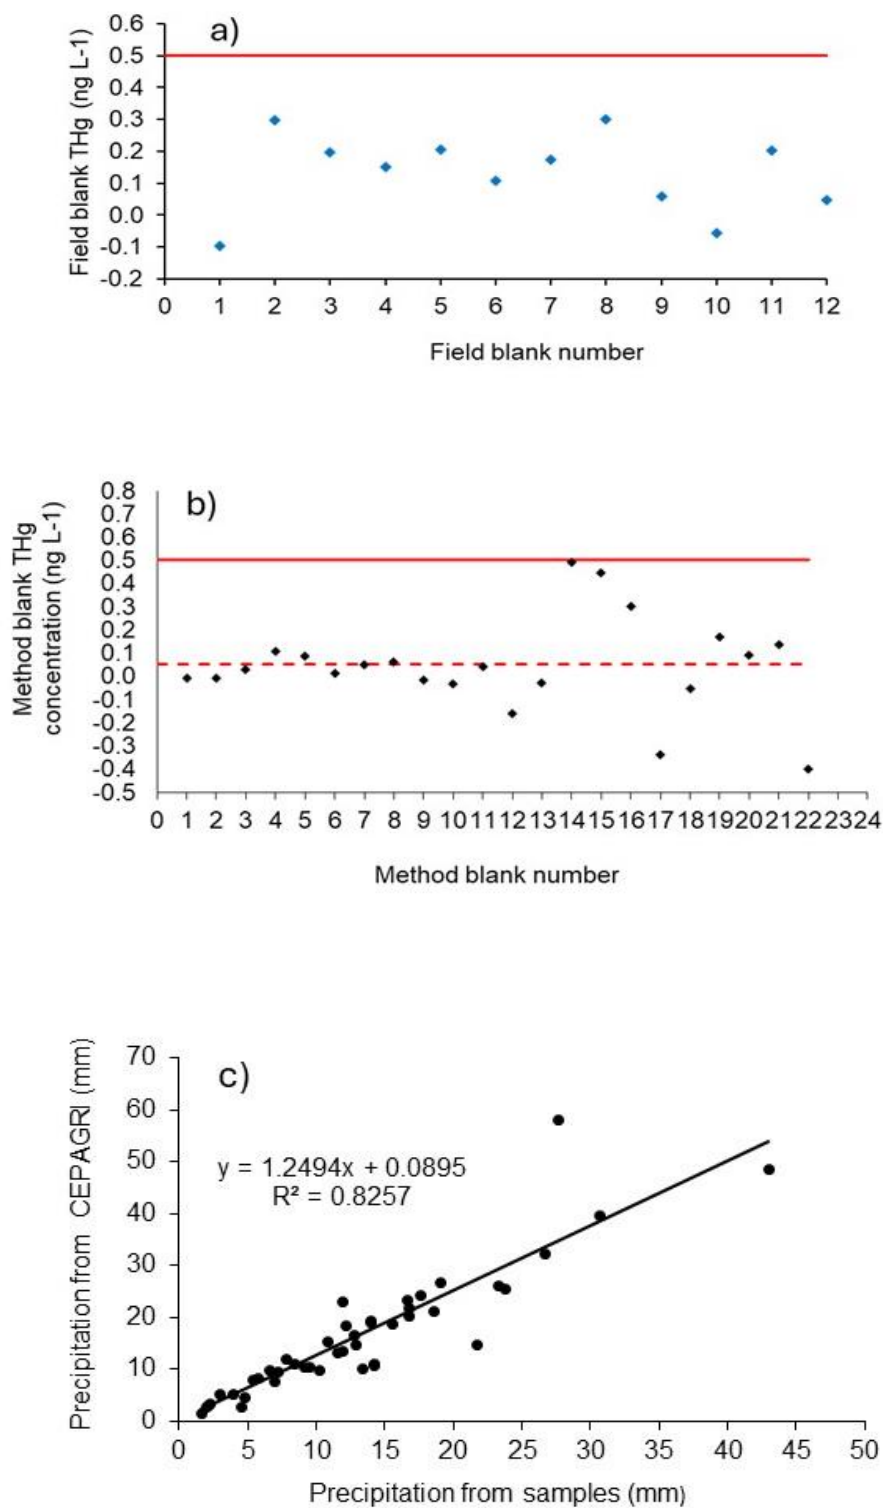 a)
Field blank THg (ng L-1)
0.6
0.5
0.4
0.3
0.2
0.1
0.0
-0.1
-0.2
0 1 2 3 4 5 6 7 8 9 10 11 12
Field blank number
b)
Method blank THg
concentration (ng L-1)
0.8
0.7
0.6
0.5
0.4
0.3
0.2
0.1
0.0
-0.1
-0.2
-0.3
-0.4
-0.5
0 1 2 3 4 5 6 7 8 9 10 11 12 13 14 15 16 17 18 19 20 21 22 23 24
Method blank number
c)
Precipitation from CEPAGRI (mm)
70
60
50
40
30
20
10
0
y = 1.2494x + 0.0895
R² = 0.8257
0 5 10 15 20 25 30 35 40 45 50
Precipitation from samples (mm)